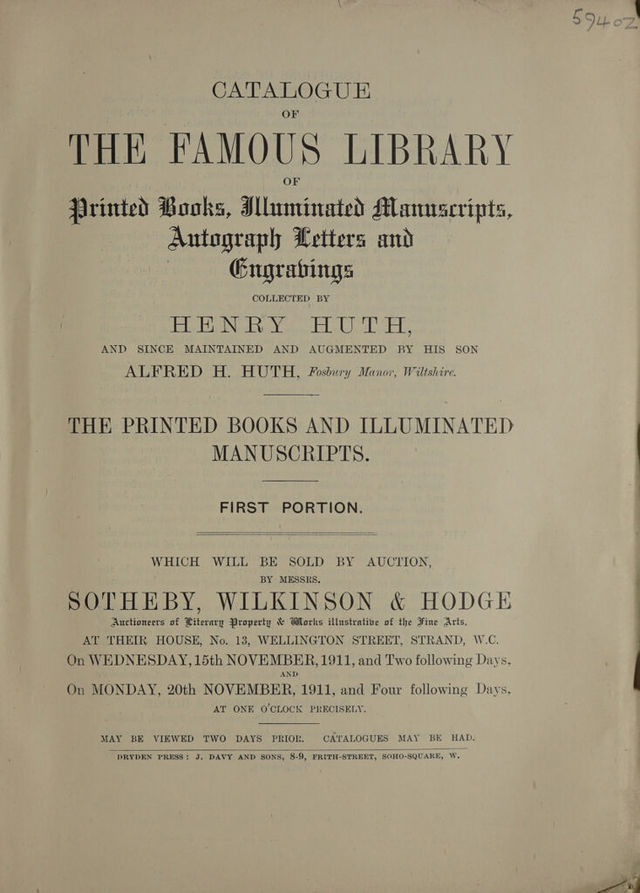 59402
CATALOGUE
OF
THE FAMOUS LIBRARY
OF
Printed Books, Illuminated Manuscripts,
Autograph Letters and
Engravings
COLLECTED BY
HENRY HUTH,
AND SINCE MAINTAINED AND AUGMENTED BY HIS SON
ALFRED H. HUTH, Fosbury Manor, Wiltshire.
THE PRINTED BOOKS AND ILLUMINATED
MANUSCRIPTS.
FIRST PORTION.
WHICH WILL BE SOLD BY AUCTION,
BY MESSRS.
SOTHEBY, WILKINSON & HODGE
Auctioneers of Literary Property & Works illustrative of the Fine Arts,
AT THEIR HOUSE, No. 13, WELLINGTON STREET, STRAND, W.C.
On WEDNESDAY, 15th NOVEMBER, 1911, and Two following Days,
AND
On MONDAY, 20th NOVEMBER, 1911, and Four following Days,
AT ONE O'CLOCK PRECISELY.
MAY BE VIEWED TWO DAYS PRIOR. CATALOGUES MAY BE HAD.
DRYDEN PRESS: J. DAVY AND SONS, 8-9, FRITH-STREET, SOHO-SQUARE, W.